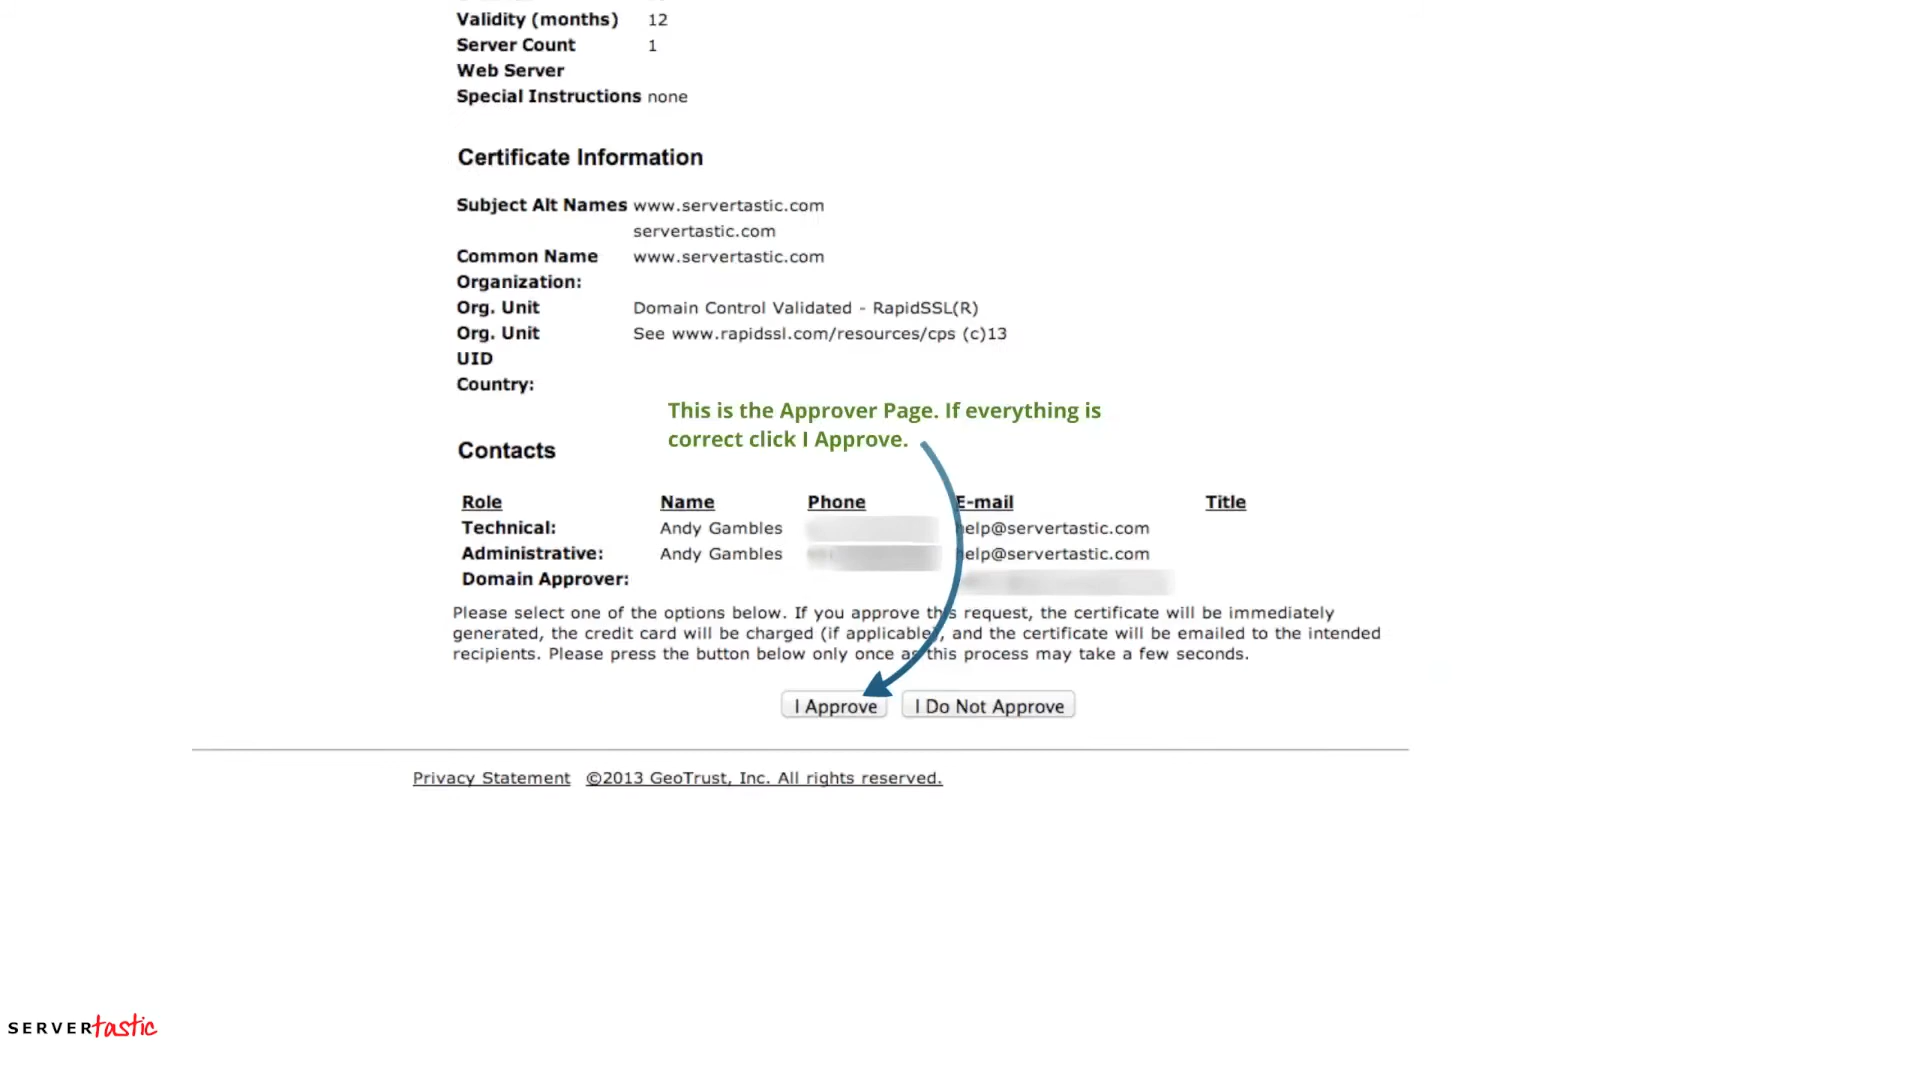 Validity (months) 12
Server Count 1
Web Server
Special Instructions none
Certificate Information
Subject Alt Names www.servertastic.com
servertastic.com
Common Name www.servertastic.com
Organization:
Org. Unit Domain Control Validated - RapidSSL(R)
Org. Unit See www.rapidssl.com/resources/cps (c)13
UID
Country:
This is the Approver Page. If everything is
correct click I Approve.
Contacts
Role Name Phone E-mail Title
Technical: Andy Gambles help@servertastic.com
Administrative: Andy Gambles help@servertastic.com
Domain Approver:
Please select one of the options below. If you approve this request, the certificate will be immediately
generated, the credit card will be charged (if applicable), and the certificate will be emailed to the intended
recipients. Please press the button below only once as this process may take a few seconds.
I Approve I Do Not Approve
Privacy Statement ©2013 GeoTrust, Inc. All rights reserved.
SERVERtastic